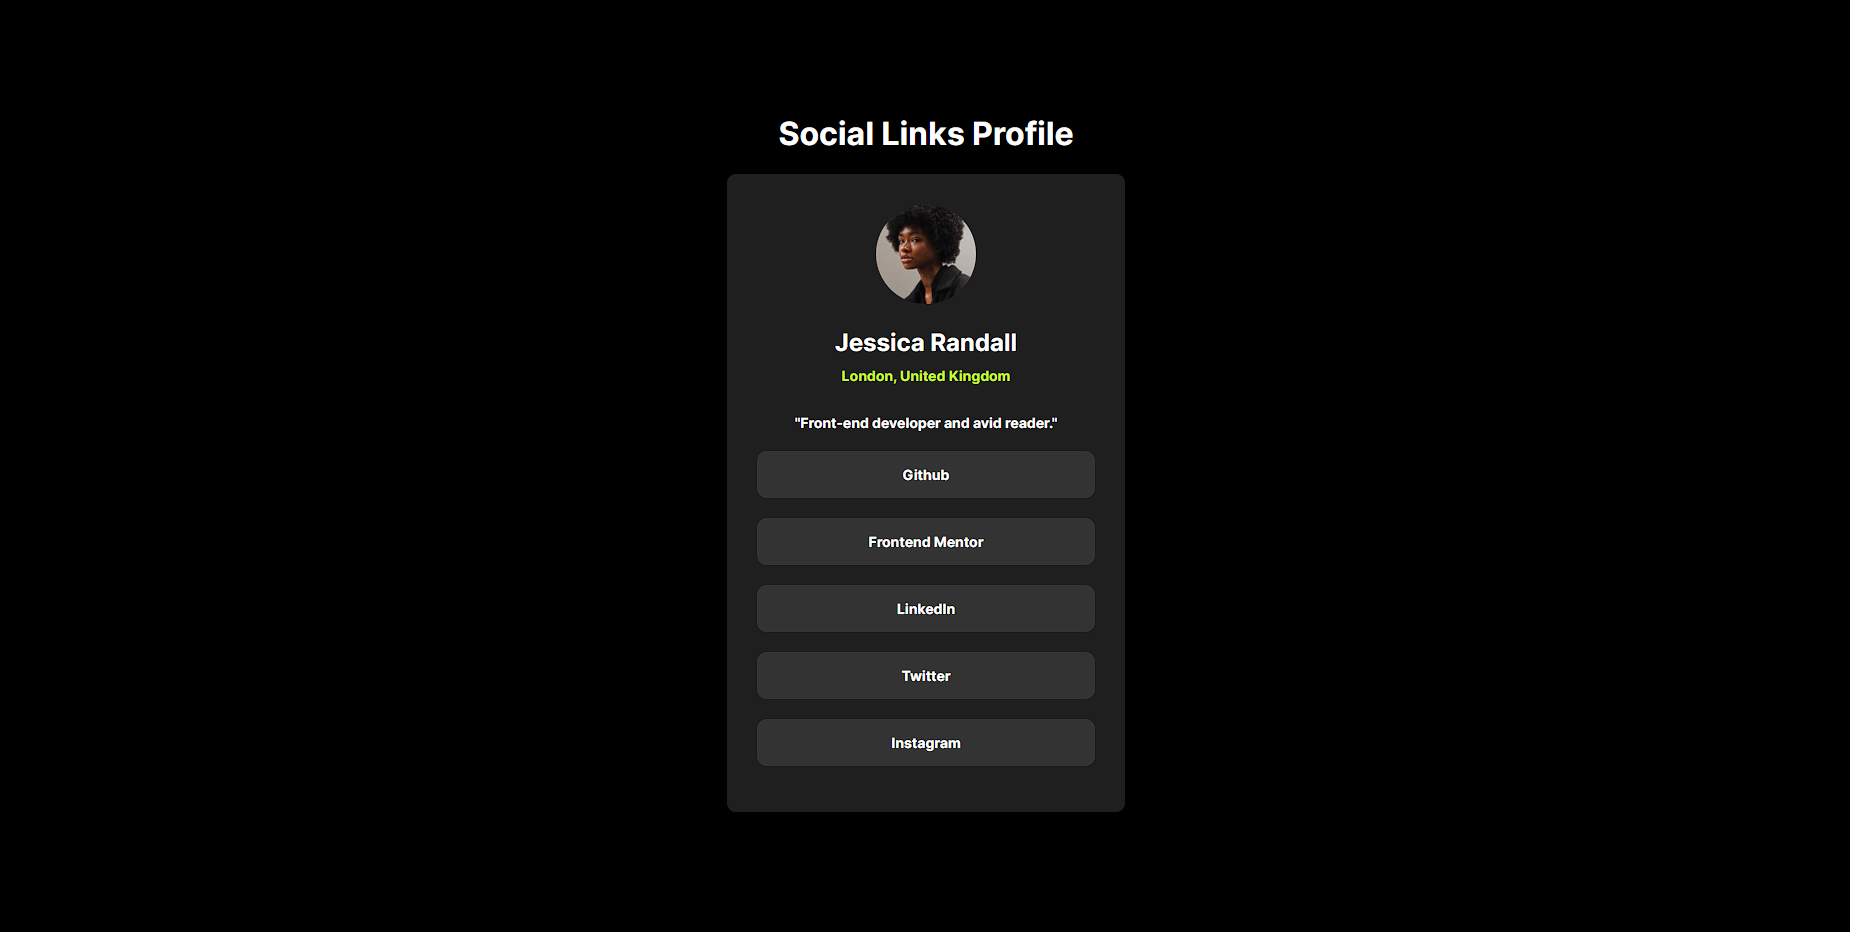 Social Links Profile
Jessica Randall
London, United Kingdom
"Front-end developer and avid reader."
Github
Frontend Mentor
LinkedIn
Twitter
Instagram